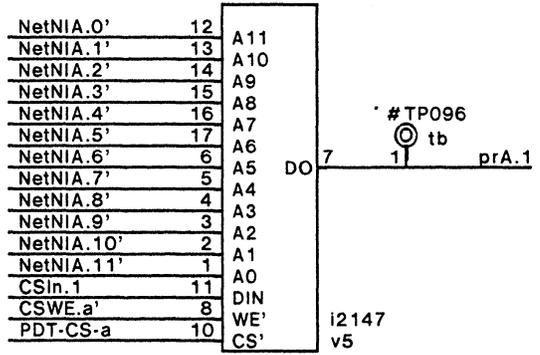 NetNIA.0' 12 A11
NetNIA.1' 13 A10
NetNIA.2' 14 A9
NetNIA.3' 15 A8
NetNIA.4' 16 A7
NetNIA.5' 17 A6
NetNIA.6' 6 A5
NetNIA.7' 5 A4
NetNIA.8' 4 A3
NetNIA.9' 3 A2
NetNIA.10' 2 A1
NetNIA.11' 1 A0
CSIn.1 11 DIN
CSWE.a' 8 WE'
PDT-CS-a 10 CS'
#TP096
tb
DO 7 1 prA.1
i2147
v5